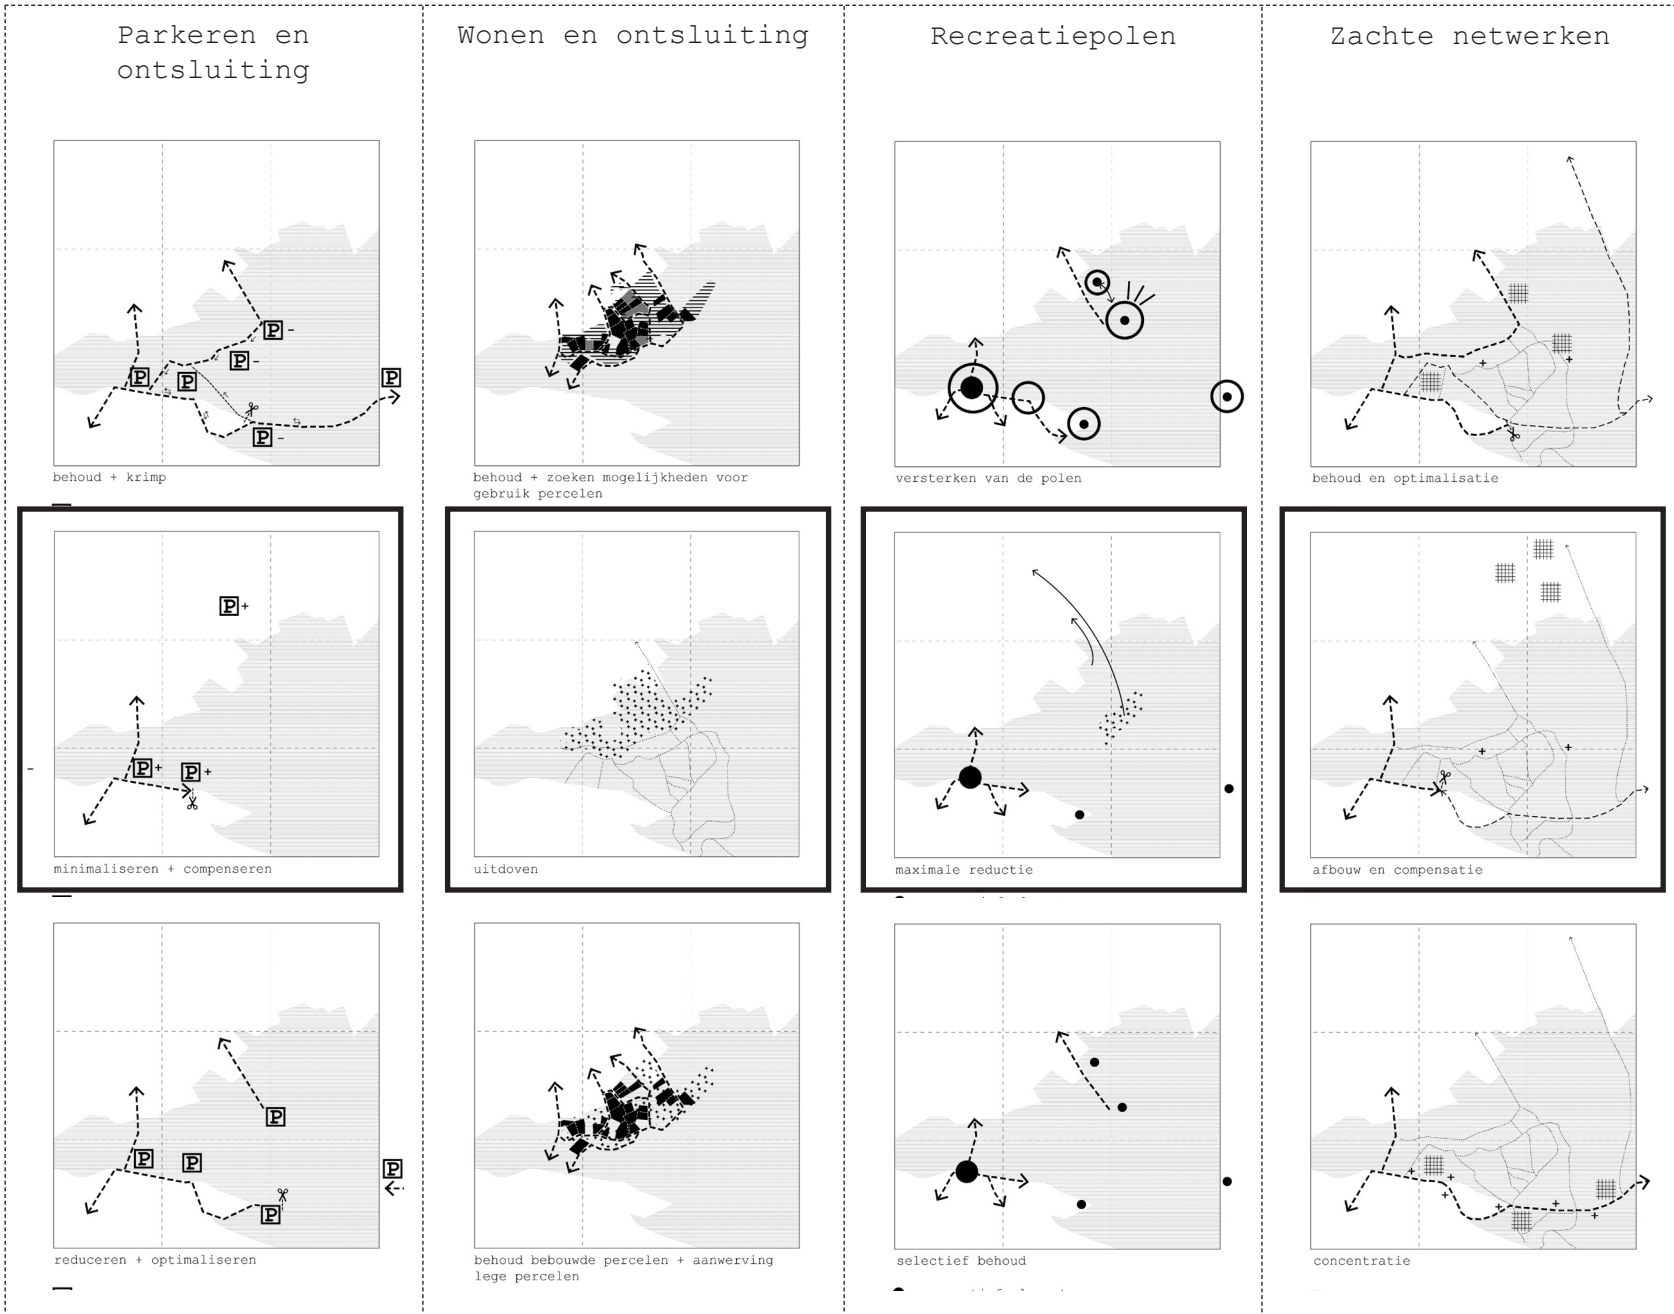 Parkeren en
ontsluiting
Wonen en ontsluiting
Recreatiepolen
Zachte netwerken
P -
P -
P
P
P
P -
behoud + krimp
behoud + zoeken mogelijkheden voor
gebruik percelen
versterken van de polen
behoud en optimalisatie
P +
P +
P +
-
minimaliseren + compenseren
uitdoven
maximale reductie
afbouw en compensatie
P
P
P
P
P
reduceren + optimaliseren
behoud bebouwde percelen + aanwerving
lege percelen
selectief behoud
concentratie